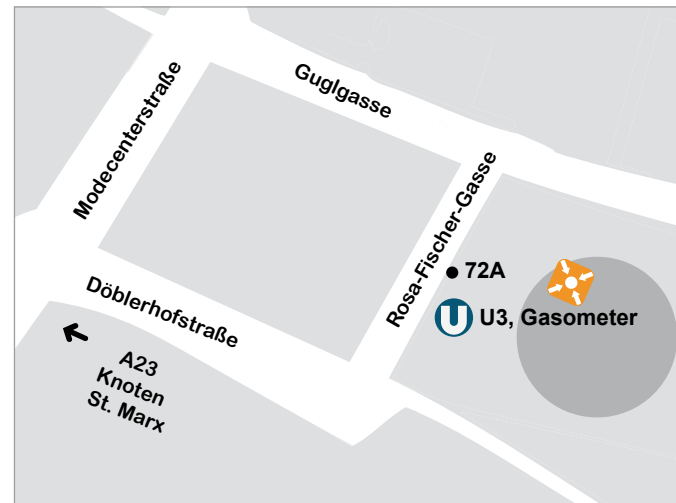 Guglgasse
Modecenterstraße
Rosa-Fischer-Gasse
72A
U U3, Gasometer
Döblerhofstraße
A23
Knoten
St. Marx